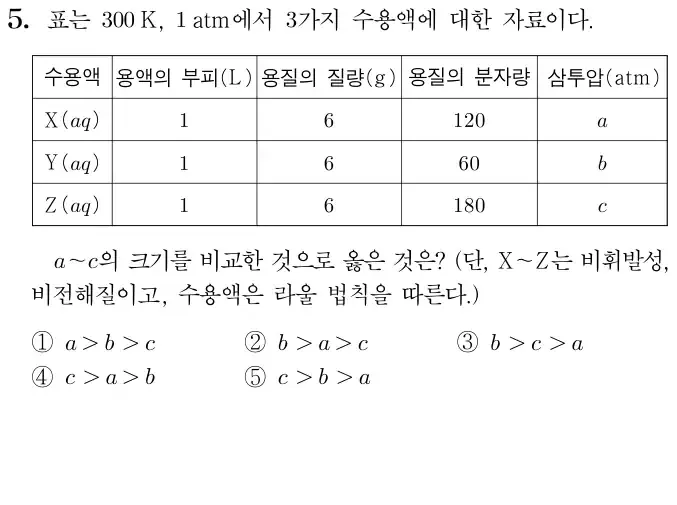 5. 표는 300 K, 1 atm에서 3가지 수용액에 대한 자료이다.
수용액 용액의 부피(L) 용질의 질량(g) 용질의 분자량 삼투압(atm)
X(aq) 1 6 120 a
Y(aq) 1 6 60 b
Z(aq) 1 6 180 c
a~c의 크기를 비교한 것으로 옳은 것은? (단, X~Z는 비휘발성,
비전해질이고, 수용액은 라울 법칙을 따른다.)
① a > b > c ② b > a > c ③ b > c > a
④ c > a > b ⑤ c > b > a